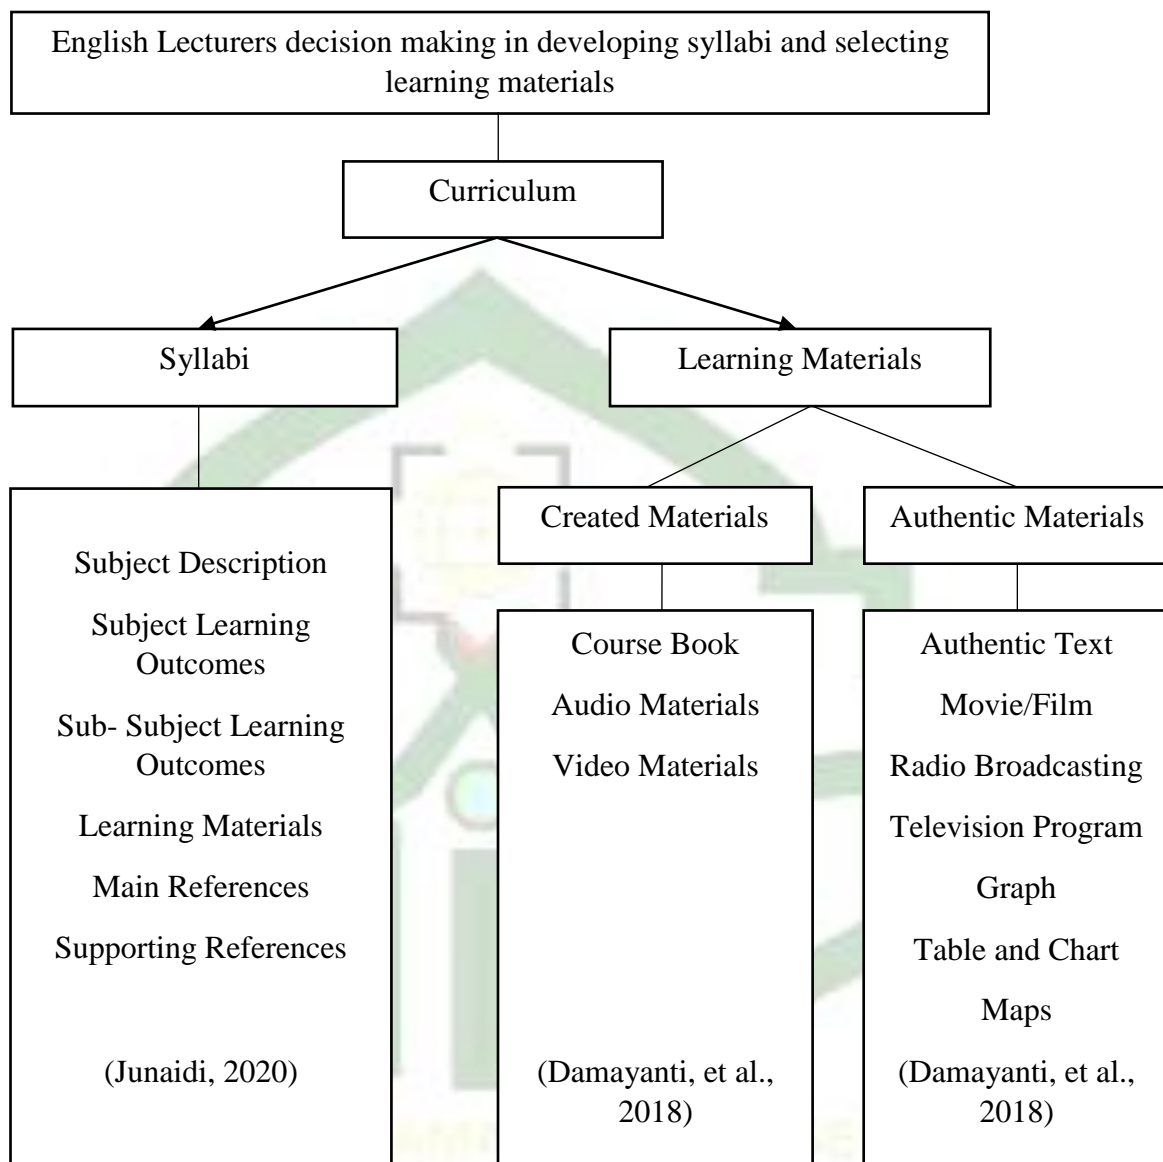 English Lecturers decision making in developing syllabi and selecting
learning materials
Curriculum
Syllabi
Learning Materials
Subject Description
Subject Learning
Outcomes
Sub- Subject Learning
Outcomes
Learning Materials
Main References
Supporting References
(Junaidi, 2020)
Created Materials
Course Book
Audio Materials
Video Materials
(Damayanti, et al.,
2018)
Authentic Materials
Authentic Text
Movie/Film
Radio Broadcasting
Television Program
Graph
Table and Chart
Maps
(Damayanti, et al.,
2018)